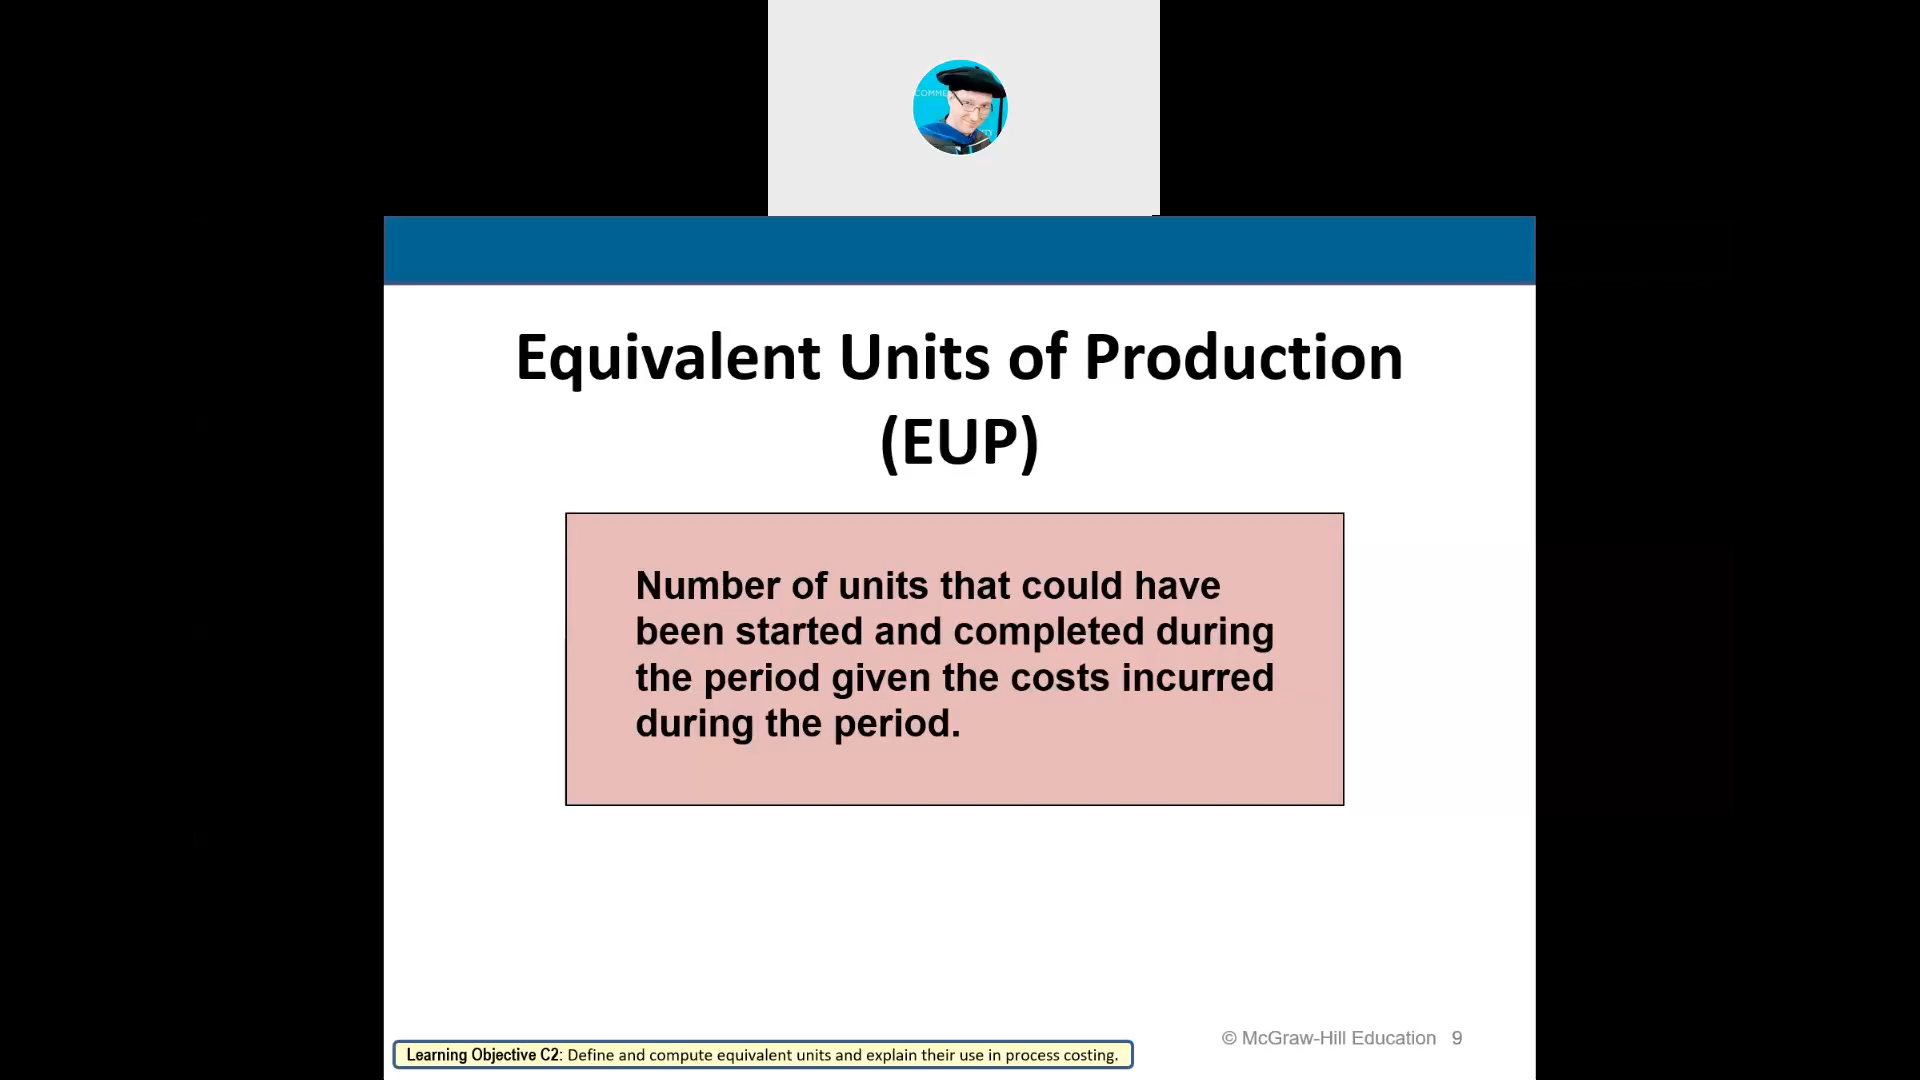 COMME
Equivalent Units of Production
(EUP)
Number of units that could have
been started and completed during
the period given the costs incurred
during the period.
© McGraw-Hill Education 9
Learning Objective C2: Define and compute equivalent units and explain their use in process costing.